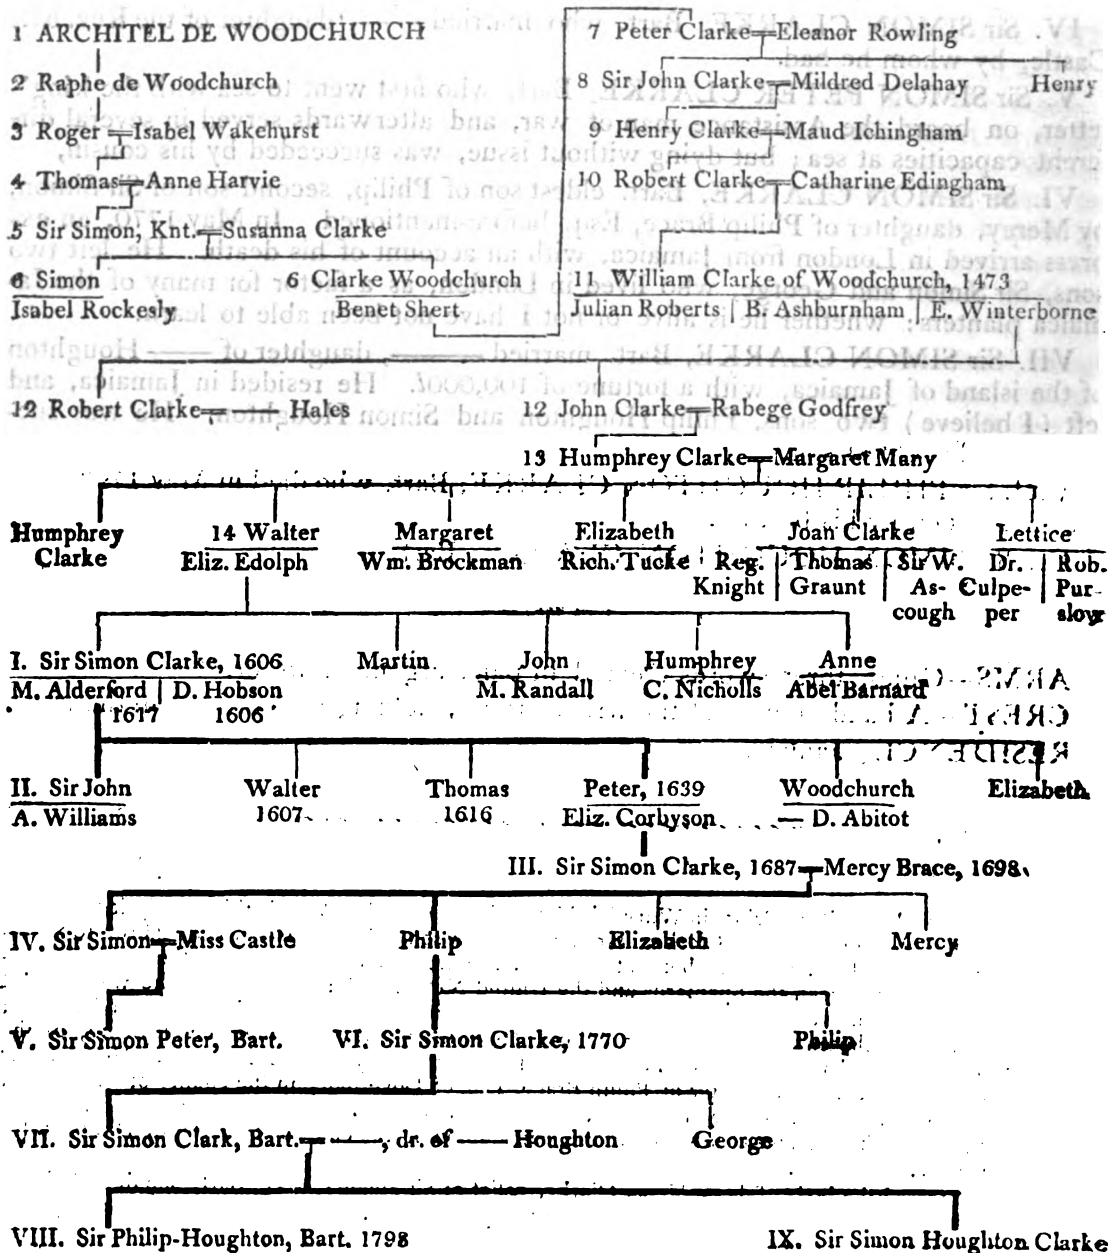 1 ARCHITEL DE WOODCHURCH
2 Raphe de Woodchurch
3 Roger Isabel Wakehurst
4 Thomas Anne Harvie
5 Sir Simon, Knt. Susanna Clarke
6 Simon 6 Clarke Woodchurch
Isabel Rockesly Benet Shert
7 Peter Clarke Eleanor Rowling
8 Sir John Clarke Mildred Delahay Henry
9 Henry Clarke Maud Ichingham
10 Robert Clarke Catharine Edingham
11 William Clarke of Woodchurch, 1473
Julian Roberts | B. Ashburnham | E. Winterborne
12 Robert Clarke —— Hales 12 John Clarke Rabege Godfrey
13 Humphrey Clarke Margaret Many
Humphrey 14 Walter Margaret Elizabeth Joan Clarke Lettice
Clarke Eliz. Edolph Wm. Brockman Rich. Tucke Reg. | Thomas | Sir W. Dr. | Rob.
Knight | Graunt | As- Culpe- | Pur-
cough per | slow
I. Sir Simon Clarke, 1606 Martin John Humphrey Anne
M. Alderford | D. Hobson M. Randall C. Nicholls Abel Barnard
1617 1606
II. Sir John Walter Thomas Peter, 1639 Woodchurch Elizabeth
A. Williams 1607 1616 Eliz. Corbyson — D. Abitot
III. Sir Simon Clarke, 1687 Mercy Brace, 1698
IV. Sir Simon Miss Castle Philip Elizabeth Mercy
V. Sir Simon Peter, Bart. VI. Sir Simon Clarke, 1770 Philip
VII. Sir Simon Clark, Bart. ——, dr. of —— Houghton George
VIII. Sir Philip-Houghton, Bart. 1798 IX. Sir Simon Houghton Clarke